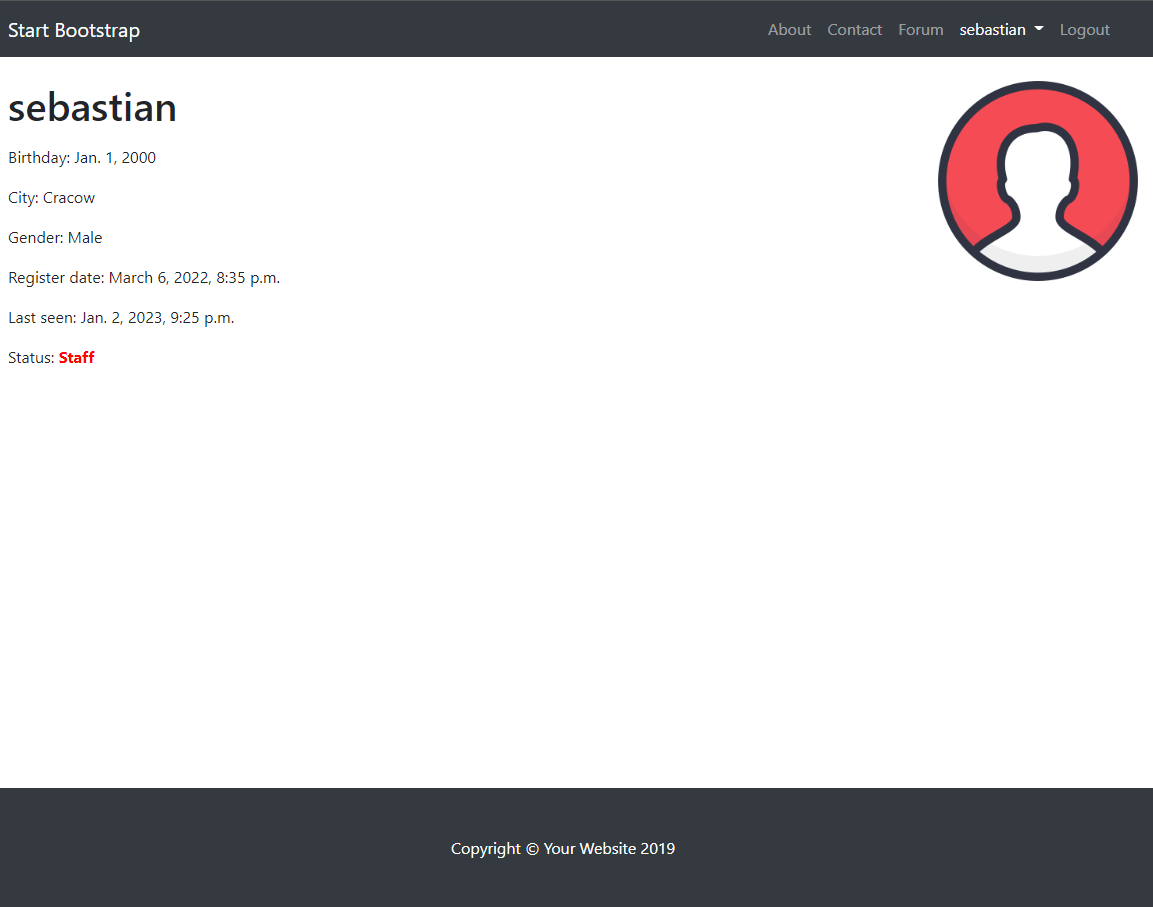 Start Bootstrap About Contact Forum sebastian Logout
sebastian
Birthday: Jan. 1, 2000
City: Cracow
Gender: Male
Register date: March 6, 2022, 8:35 p.m.
Last seen: Jan. 2, 2023, 9:25 p.m.
Status: Staff
Copyright © Your Website 2019